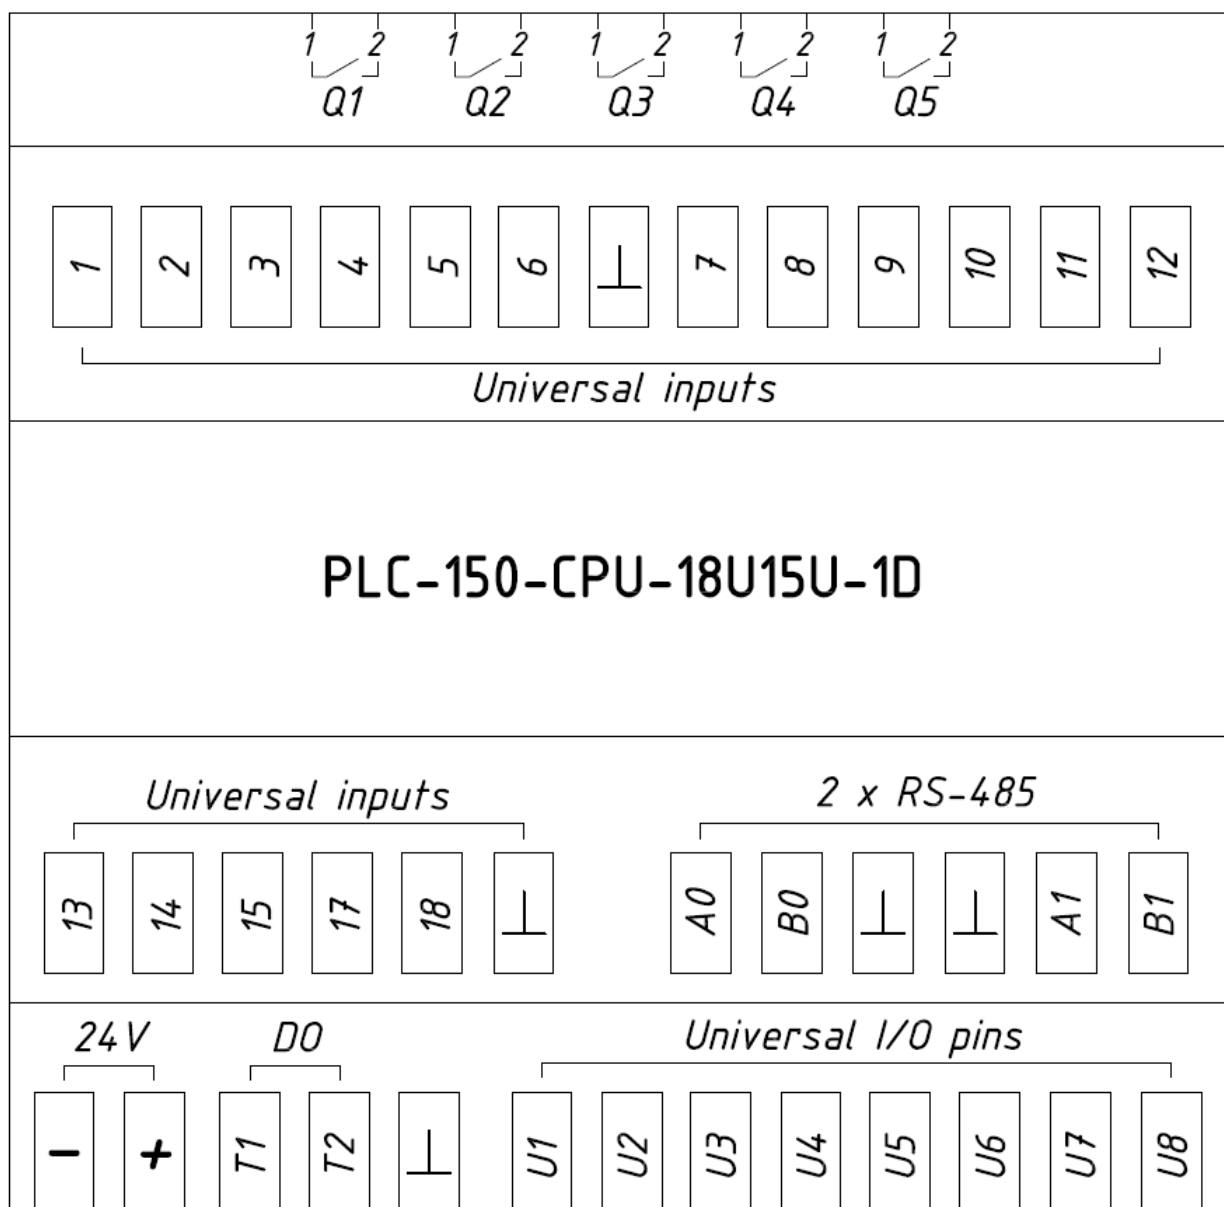 1 2 1 2 1 2 1 2 1 2
Q1 Q2 Q3 Q4 Q5
1 2 3 4 5 6 ⊥ 7 8 9 10 11 12
Universal inputs
PLC-150-CPU-18U15U-1D
Universal inputs 2 x RS-485
13 14 15 17 18 ⊥ A0 B0 ⊥ ⊥ A1 B1
24V DO Universal I/O pins
- + T1 T2 ⊥ U1 U2 U3 U4 U5 U6 U7 U8